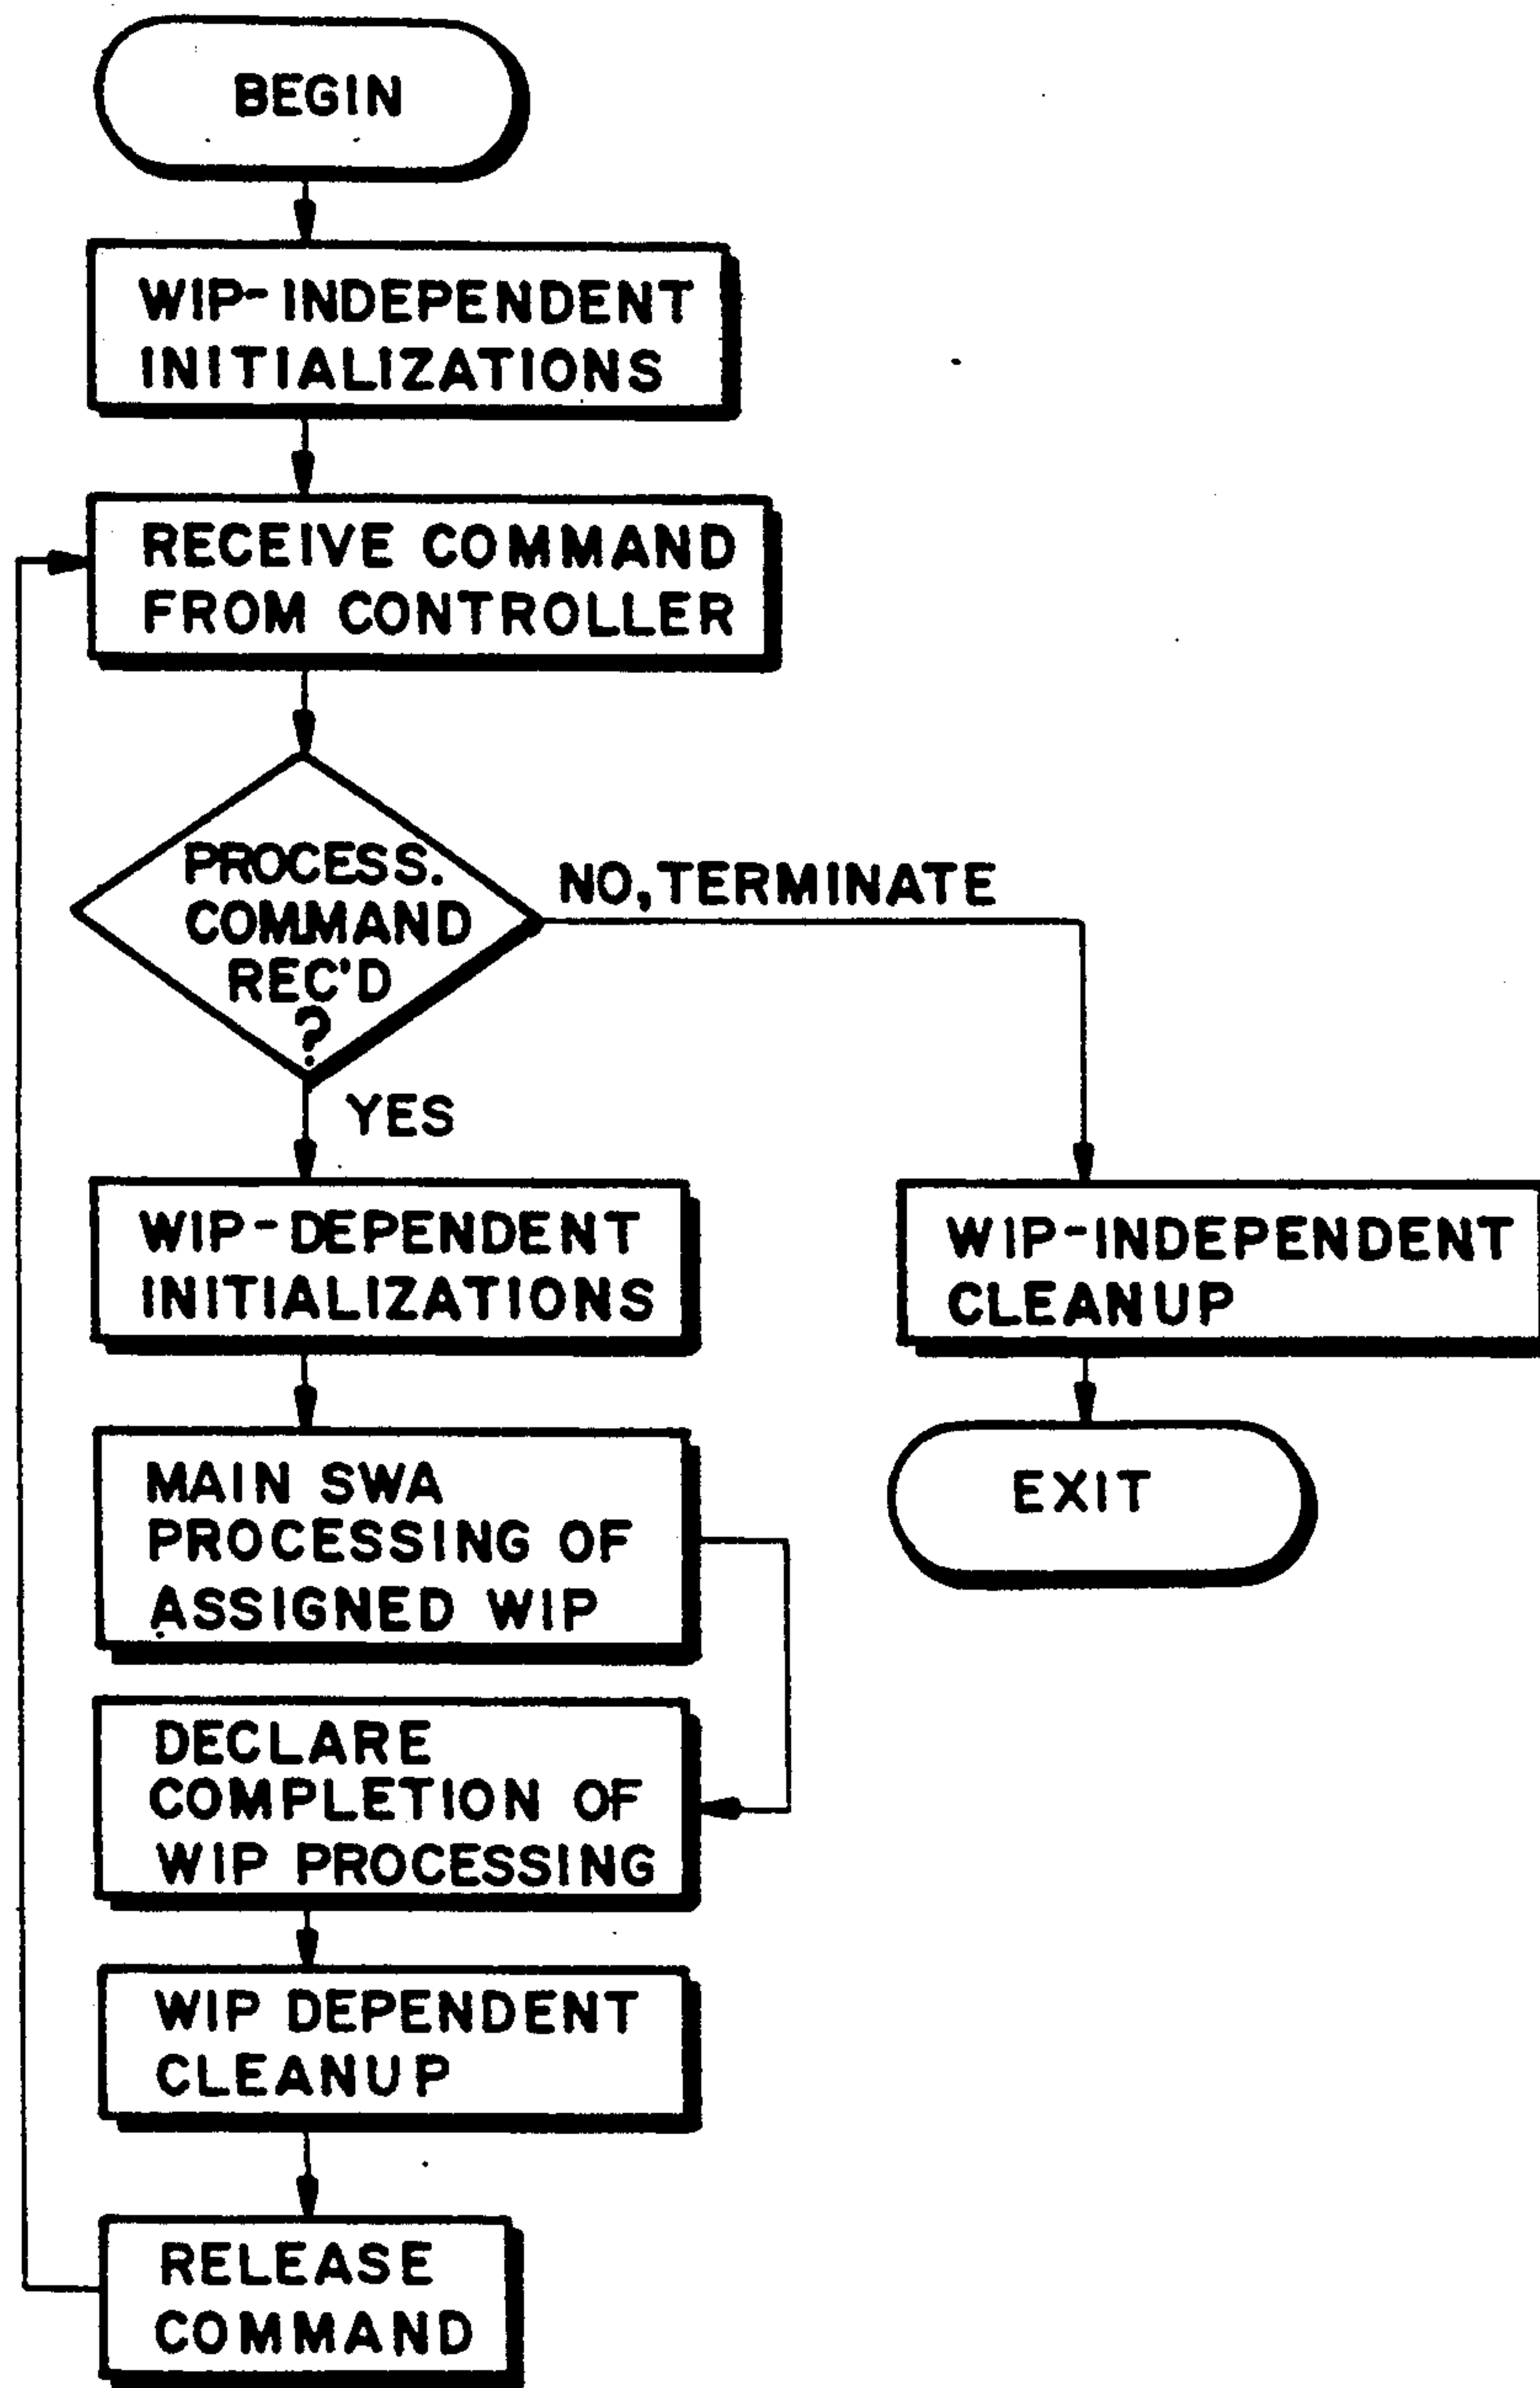 BEGIN
WIP-INDEPENDENT
INITIALIZATIONS
RECEIVE COMMAND
FROM CONTROLLER
PROCESS.
COMMAND
REC'D
?
NO, TERMINATE
YES
WIP-DEPENDENT
INITIALIZATIONS
WIP-INDEPENDENT
CLEANUP
MAIN SWA
PROCESSING OF
ASSIGNED WIP
EXIT
DECLARE
COMPLETION OF
WIP PROCESSING
WIP DEPENDENT
CLEANUP
RELEASE
COMMAND